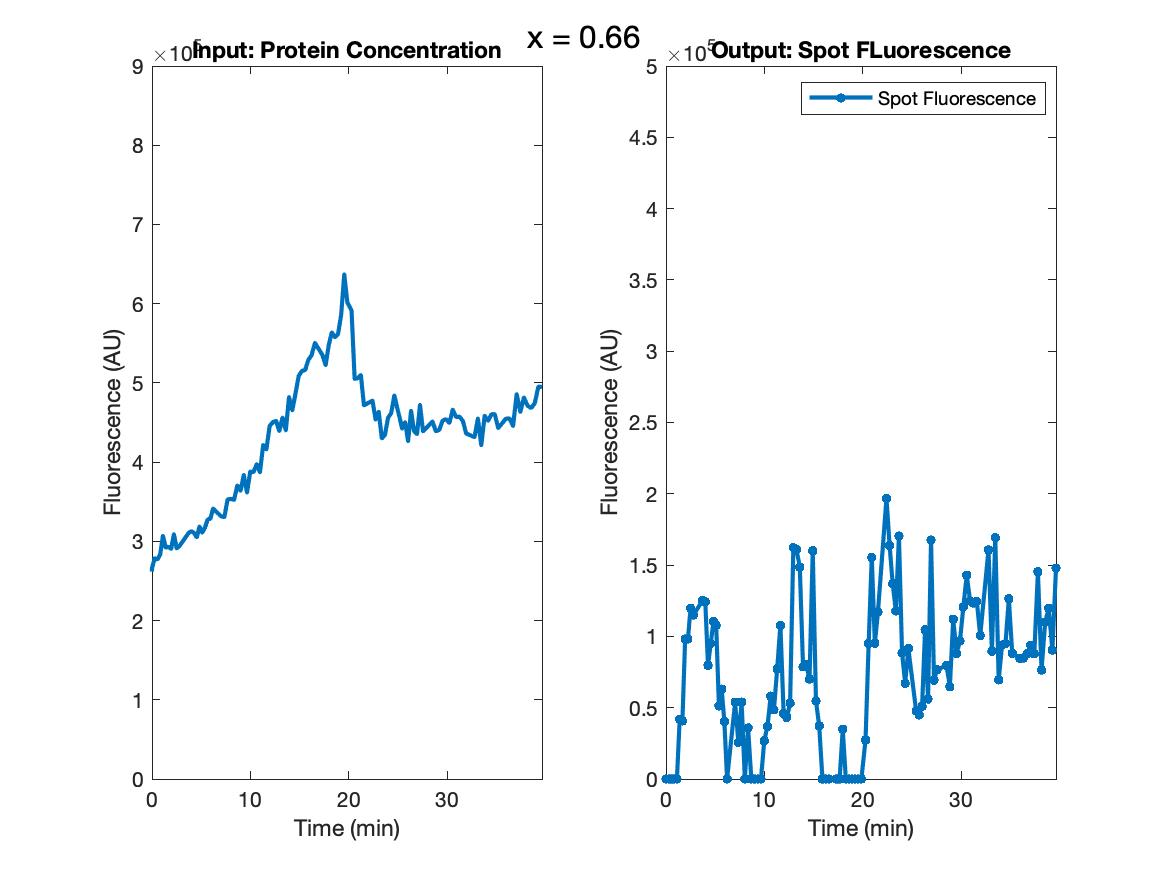 x = 0.66
×10⁵
Input: Protein Concentration
9
8
7
6
5
4
3
2
1
0
Fluorescence (AU)
0 10 20 30
Time (min)
×10⁵
Output: Spot FLuorescence
Spot Fluorescence
5
4.5
4
3.5
3
2.5
2
1.5
1
0.5
0
Fluorescence (AU)
0 10 20 30
Time (min)